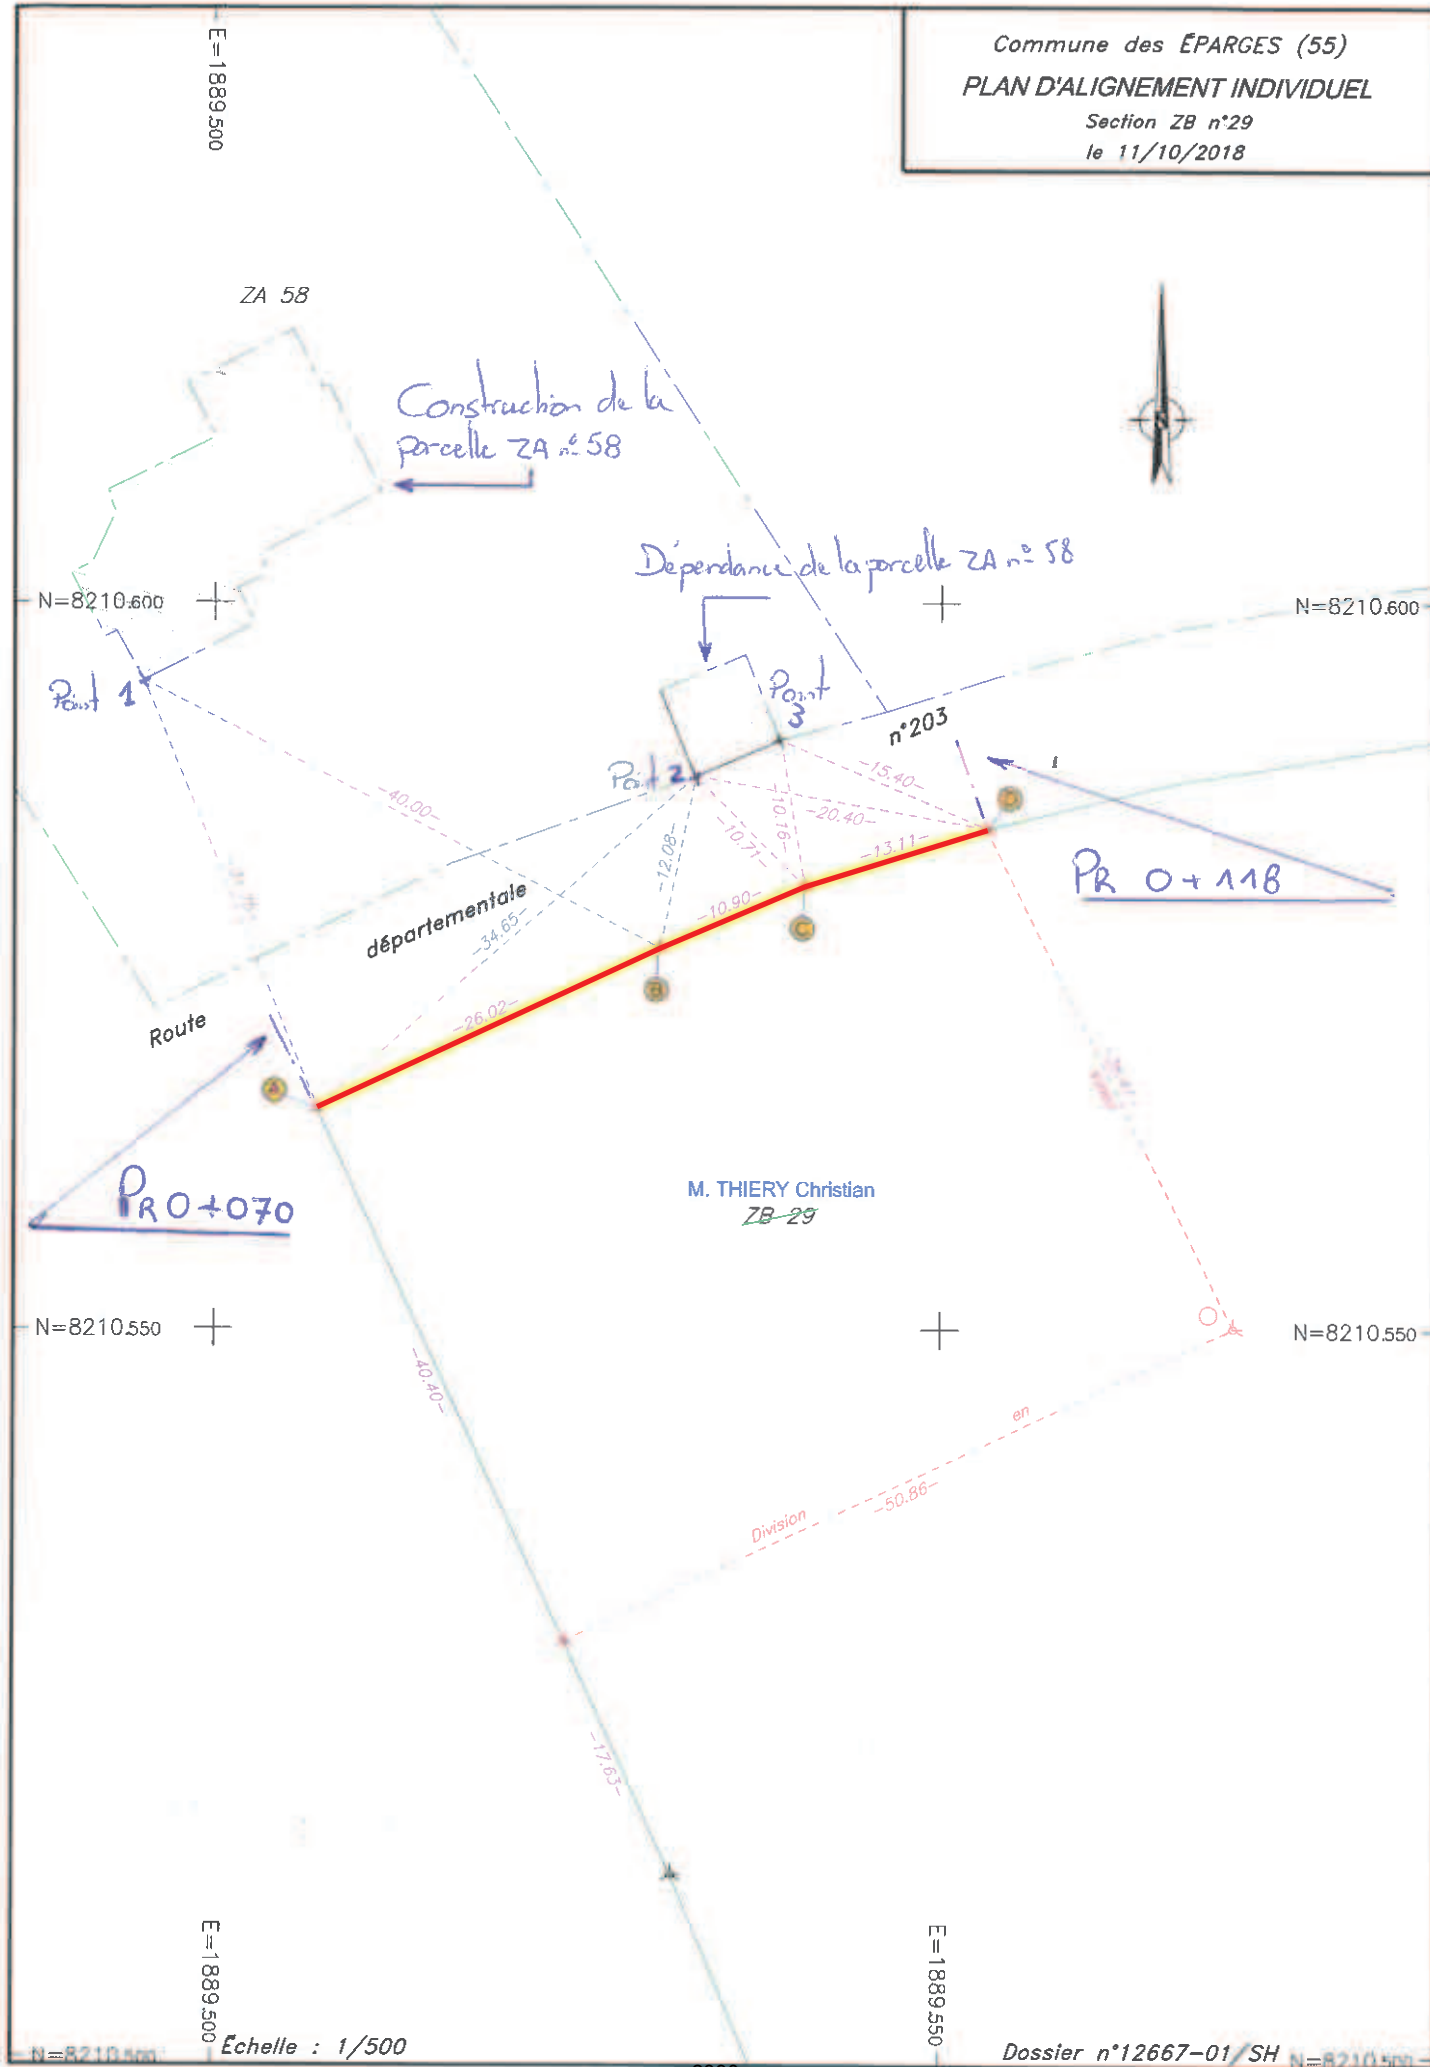 Commune des ÉPARGES (55)
PLAN D'ALIGNEMENT INDIVIDUEL
Section ZB n°29
le 11/10/2018
E=1889.500
ZA 58
Construction de la
parcelle ZA n° 58
Dépendance de la parcelle ZA n° 58
N=8210.600
N=8210.600
Point 1
Point
3
n°203
Point 2
-40.00-
-15.40-
-10.16-
-20.40-
-10.71-
-12.08-
-13.11-
D
PR 0+118
départementale
-34.65-
-10.90-
C
B
-26.02-
Route
A
PR 0+070
M. THIERY Christian
ZB 29
N=8210.550
N=8210.550
-40.40-
en
-50.86-
Division
-17.63-
E=1889.500
E=1889.550
N=8210.500
Échelle : 1/500
Dossier n°12667-01/SH
N=8210.500